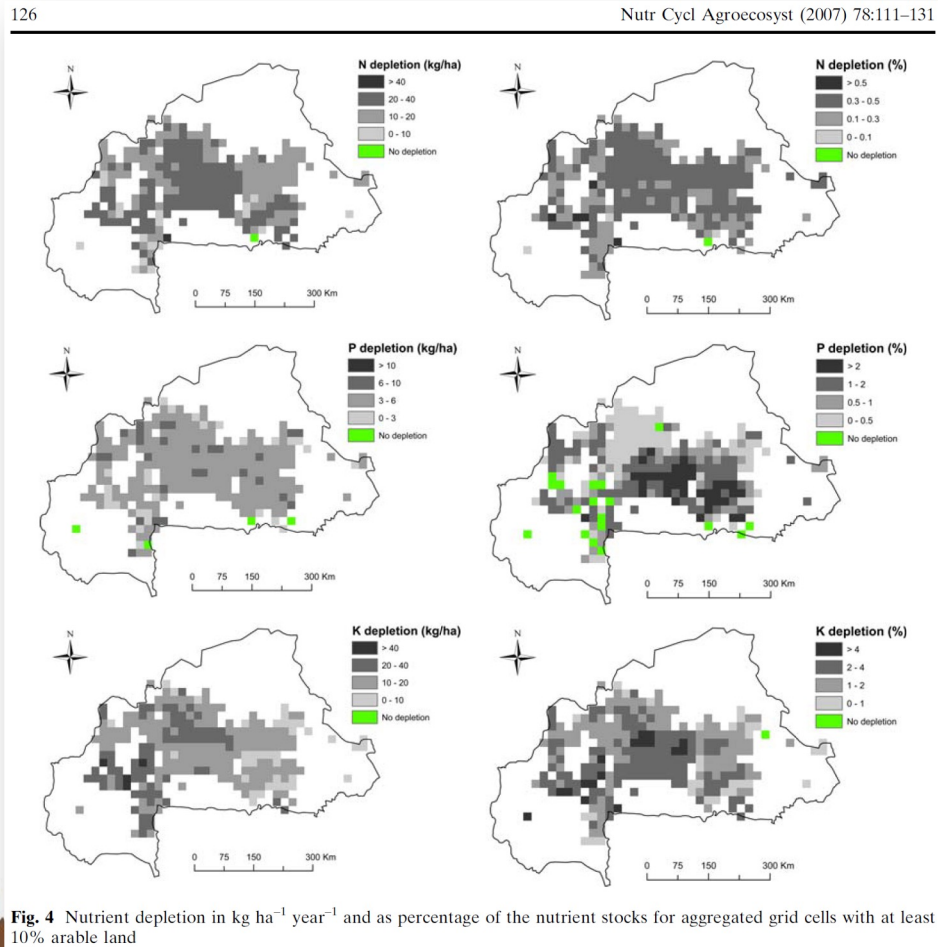 126
Nutr Cycl Agroecosyst (2007) 78:111–131
N
N depletion (kg/ha)
> 40
20 - 40
10 - 20
0 - 10
No depletion
0 75 150 300 Km
N
N depletion (%)
> 0.5
0.3 - 0.5
0.1 - 0.3
0 - 0.1
No depletion
0 75 150 300 Km
N
P depletion (kg/ha)
> 10
6 - 10
3 - 6
0 - 3
No depletion
0 75 150 300 Km
N
P depletion (%)
> 2
1 - 2
0.5 - 1
0 - 0.5
No depletion
0 75 150 300 Km
N
K depletion (kg/ha)
> 40
20 - 40
10 - 20
0 - 10
No depletion
0 75 150 300 Km
N
K depletion (%)
> 4
2 - 4
1 - 2
0 - 1
No depletion
0 75 150 300 Km
Fig. 4 Nutrient depletion in kg ha⁻¹ year⁻¹ and as percentage of the nutrient stocks for aggregated grid cells with at least
10% arable land